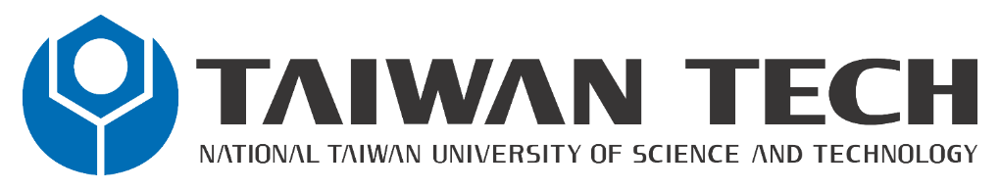 TAIWAN TECH
NATIONAL TAIWAN UNIVERSITY OF SCIENCE AND TECHNOLOGY